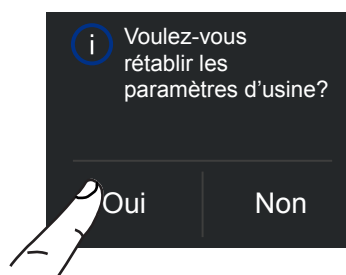 i
Voulez-vous
rétablir les
paramètres d'usine?
Oui
Non